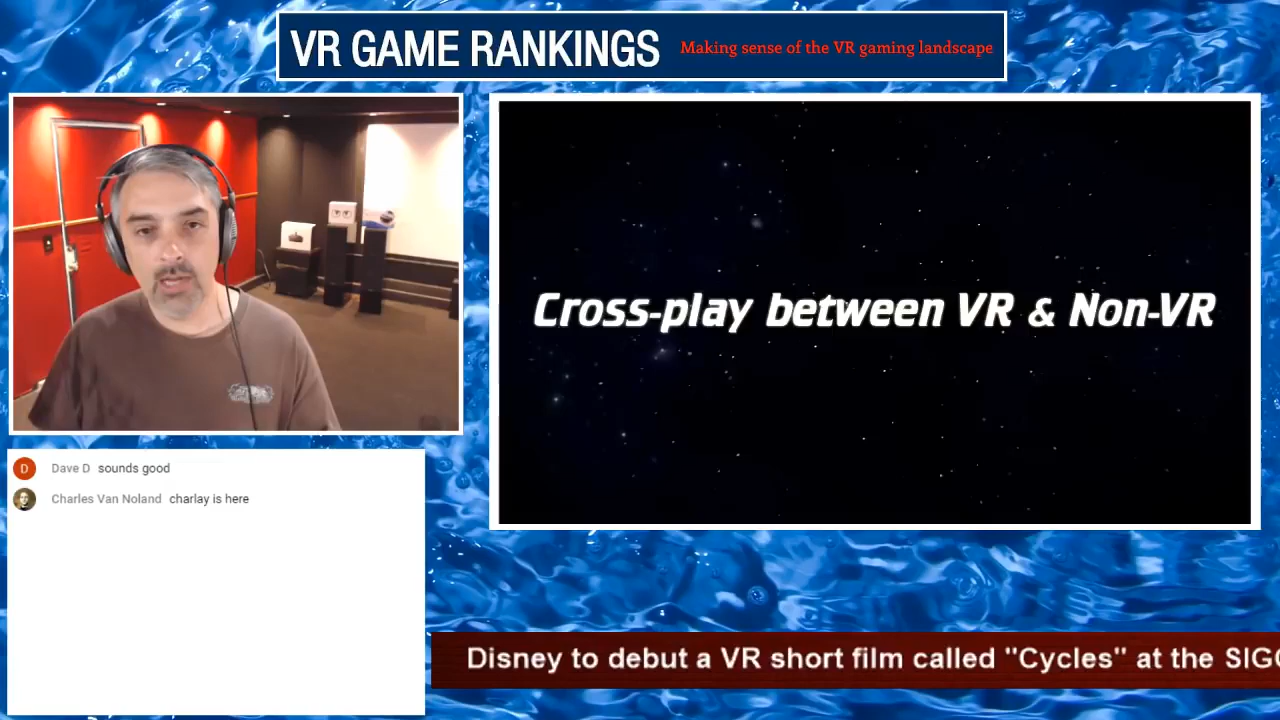 VR GAME RANKINGS Making sense of the VR gaming landscape
Cross-play between VR & Non-VR
D Dave D sounds good
Charles Van Noland charlay is here
Disney to debut a VR short film called "Cycles" at the